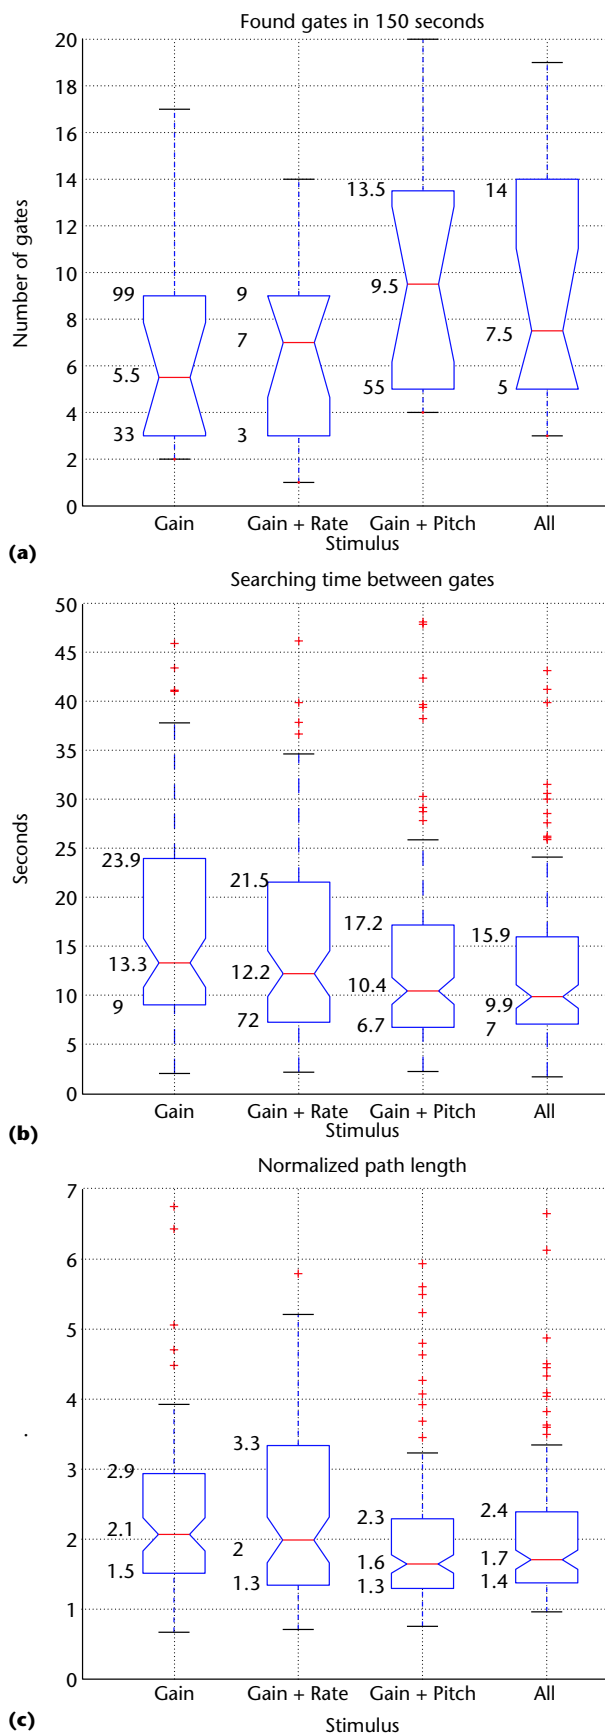 Found gates in 150 seconds
20
18
16
14
12
10
8
6
4
2
0
Number of gates
99
5.5
33
9
7
3
13.5
9.5
55
14
7.5
5
Gain
Gain + Rate
Gain + Pitch
All
Stimulus
(a)
Searching time between gates
50
45
40
35
30
25
20
15
10
5
0
Seconds
23.9
13.3
9
21.5
12.2
72
17.2
10.4
6.7
15.9
9.9
7
Gain
Gain + Rate
Gain + Pitch
All
Stimulus
(b)
Normalized path length
7
6
5
4
3
2
1
0
2.9
2.1
1.5
3.3
2
1.3
2.3
1.6
1.3
2.4
1.7
1.4
Gain
Gain + Rate
Gain + Pitch
All
Stimulus
(c)